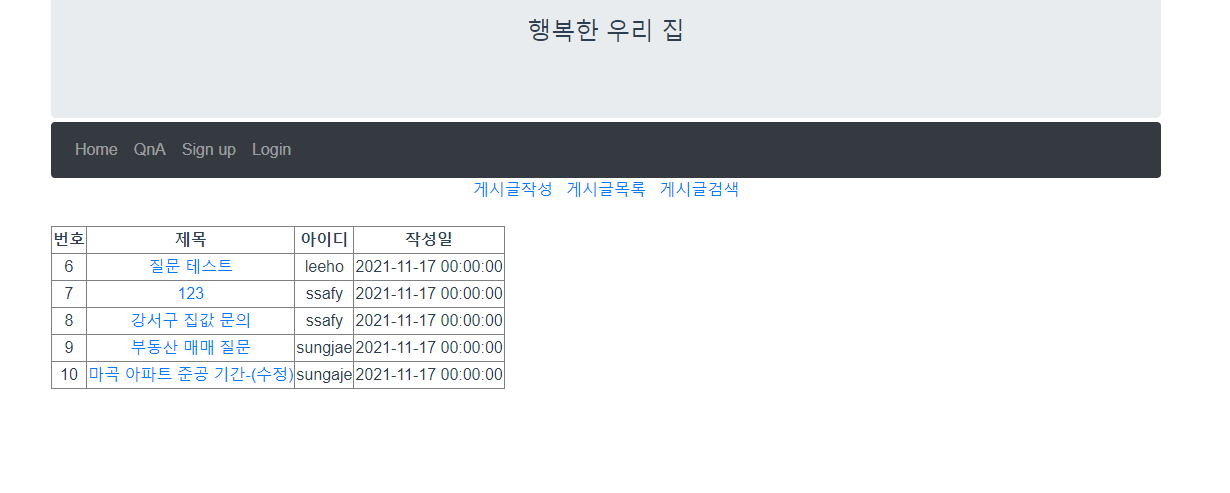 행복한 우리 집
Home QnA Sign up Login
게시글작성 게시글목록 게시글검색
번호 제목 아이디 작성일
6 질문 테스트 leeho 2021-11-17 00:00:00
7 123 ssafy 2021-11-17 00:00:00
8 강서구 집값 문의 ssafy 2021-11-17 00:00:00
9 부동산 매매 질문 sungjae 2021-11-17 00:00:00
10 마곡 아파트 준공 기간-(수정) sungaje 2021-11-17 00:00:00